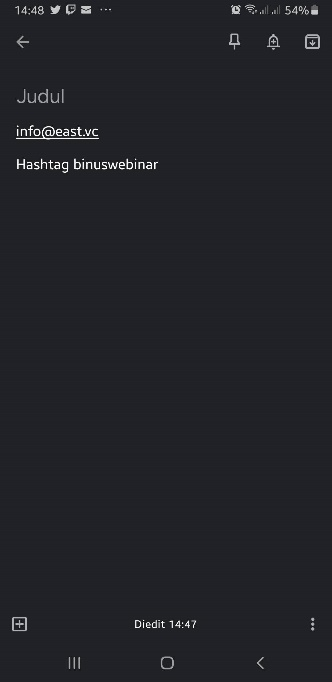 14:48 54%
Judul
info@east.vc
Hashtag binuswebinar
Diedit 14:47